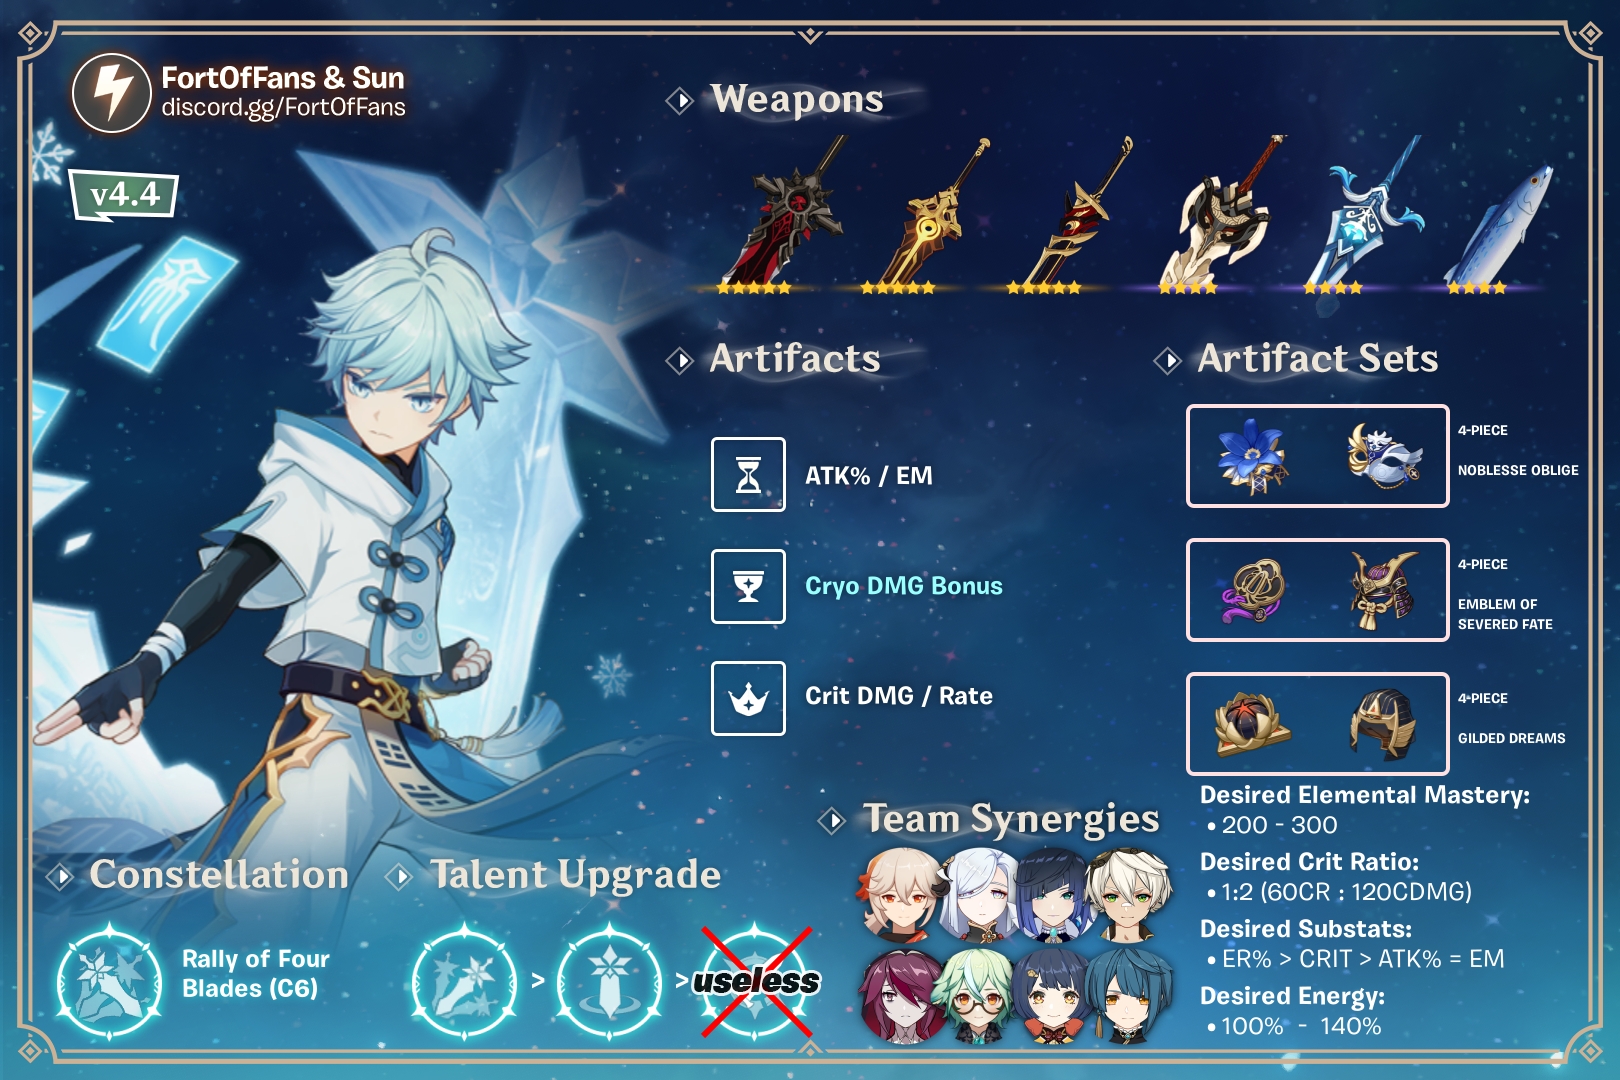 FortOfFans & Sun
discord.gg/FortOfFans
v4.4
Weapons
Artifacts
ATK% / EM
Cryo DMG Bonus
Crit DMG / Rate
Artifact Sets
4-PIECE
NOBLESSE OBLIGE
4-PIECE
EMBLEM OF
SEVERED FATE
4-PIECE
GILDED DREAMS
Constellation
Rally of Four
Blades (C6)
Talent Upgrade
> > useless
Team Synergies
Desired Elemental Mastery:
• 200 - 300
Desired Crit Ratio:
• 1:2 (60CR : 120CDMG)
Desired Substats:
• ER% > CRIT > ATK% = EM
Desired Energy:
• 100% - 140%